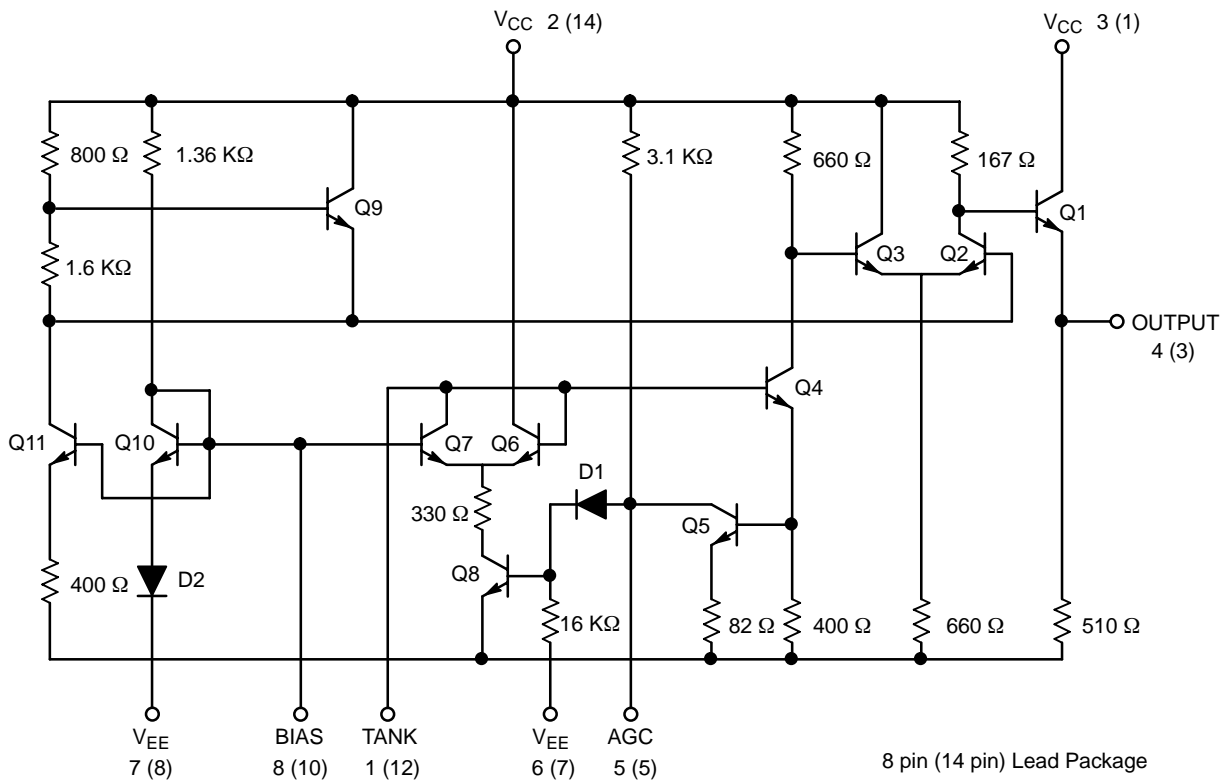 VCC 2 (14)
VCC 3 (1)
800 Ω
1.36 KΩ
3.1 KΩ
660 Ω
167 Ω
Q9
Q1
1.6 KΩ
Q3
Q2
OUTPUT
4 (3)
Q4
Q11
Q10
Q7
Q6
D1
330 Ω
Q5
Q8
400 Ω
D2
16 KΩ
82 Ω
400 Ω
660 Ω
510 Ω
VEE
7 (8)
BIAS
8 (10)
TANK
1 (12)
VEE
6 (7)
AGC
5 (5)
8 pin (14 pin) Lead Package